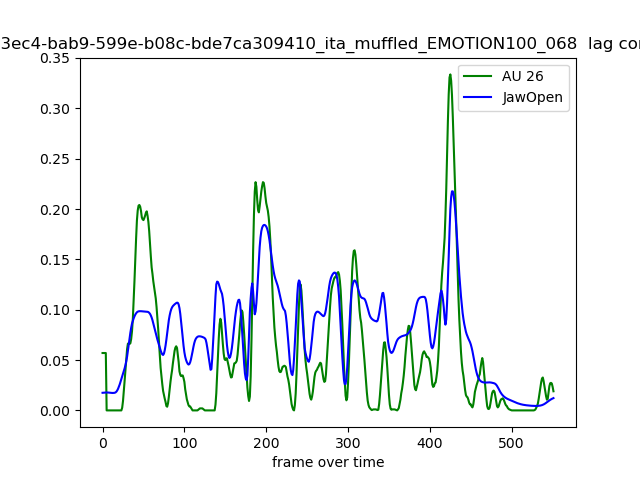 3ec4-bab9-599e-b08c-bde7ca309410_ita_muffled_EMOTION100_068 lag
0.35
0.30
0.25
0.20
0.15
0.10
0.05
0.00
AU 26
JawOpen
0 100 200 300 400 500
frame over time